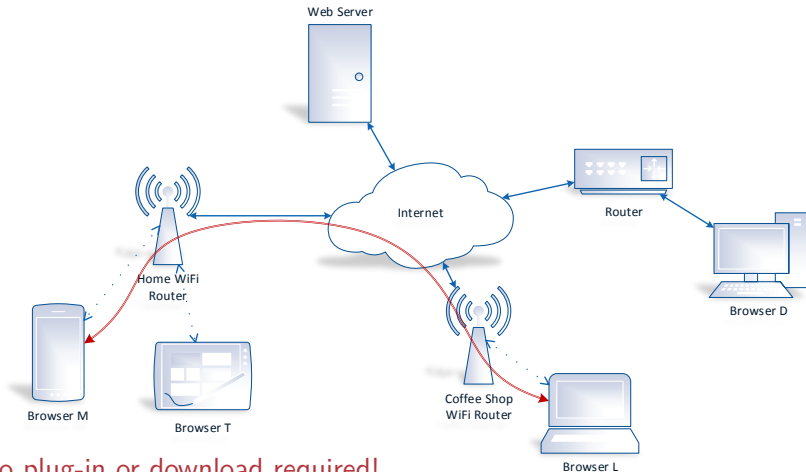 Web Server
Internet
Router
Home WiFi
Router
Browser D
Browser M
Browser T
Coffee Shop
WiFi Router
Browser L
plug-in or download required!